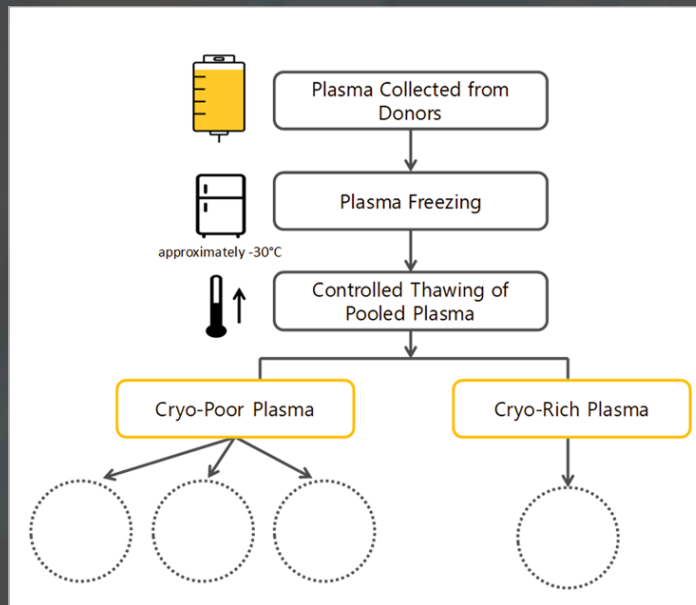 Plasma Collected from
Donors
Plasma Freezing
approximately -30°C
Controlled Thawing of
Pooled Plasma
Cryo-Poor Plasma
Cryo-Rich Plasma